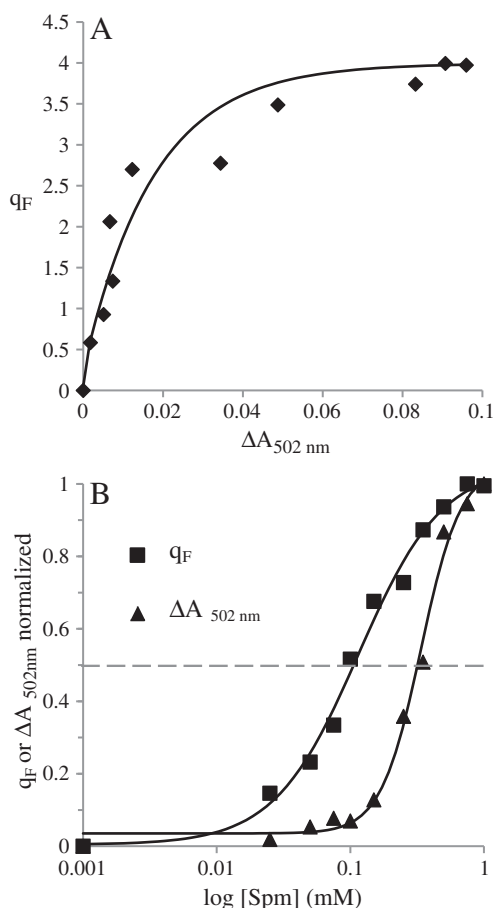 A
4.5
4
3.5
3
2.5
2
1.5
1
0.5
0
qF
0 0.02 0.04 0.06 0.08 0.1
ΔA502 nm
B
1
0.8
0.6
0.4
0.2
0
qF or ΔA 502nm normalized
qF
ΔA 502 nm
0.001 0.01 0.1 1
log [Spm] (mM)